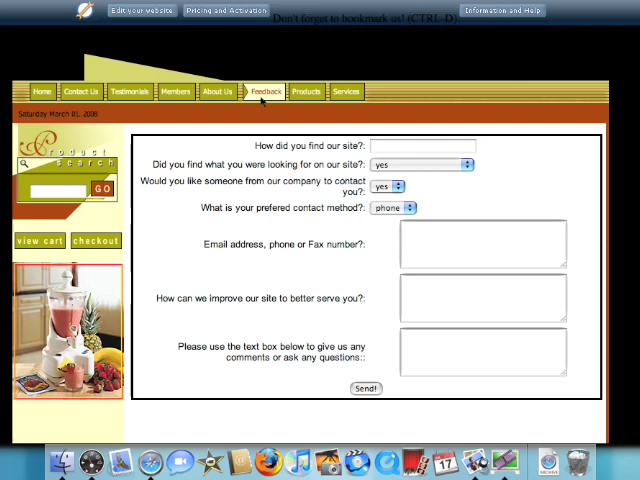 Edit your website
Pricing and Activation
Don't forget to bookmark us! (CTRL-D)
Information and Help
Home
Contact Us
Testimonials
Members
About Us
Feedback
Products
Services
Saturday March 01, 2008
Product
Search
GO
view cart
checkout
How did you find our site?:
Did you find what you were looking for on our site?:
yes
Would you like someone from our company to contact
you?:
yes
What is your prefered contact method?:
phone
Email address, phone or Fax number?:
How can we improve our site to better serve you?:
Please use the text box below to give us any
comments or ask any questions::
Send!
17